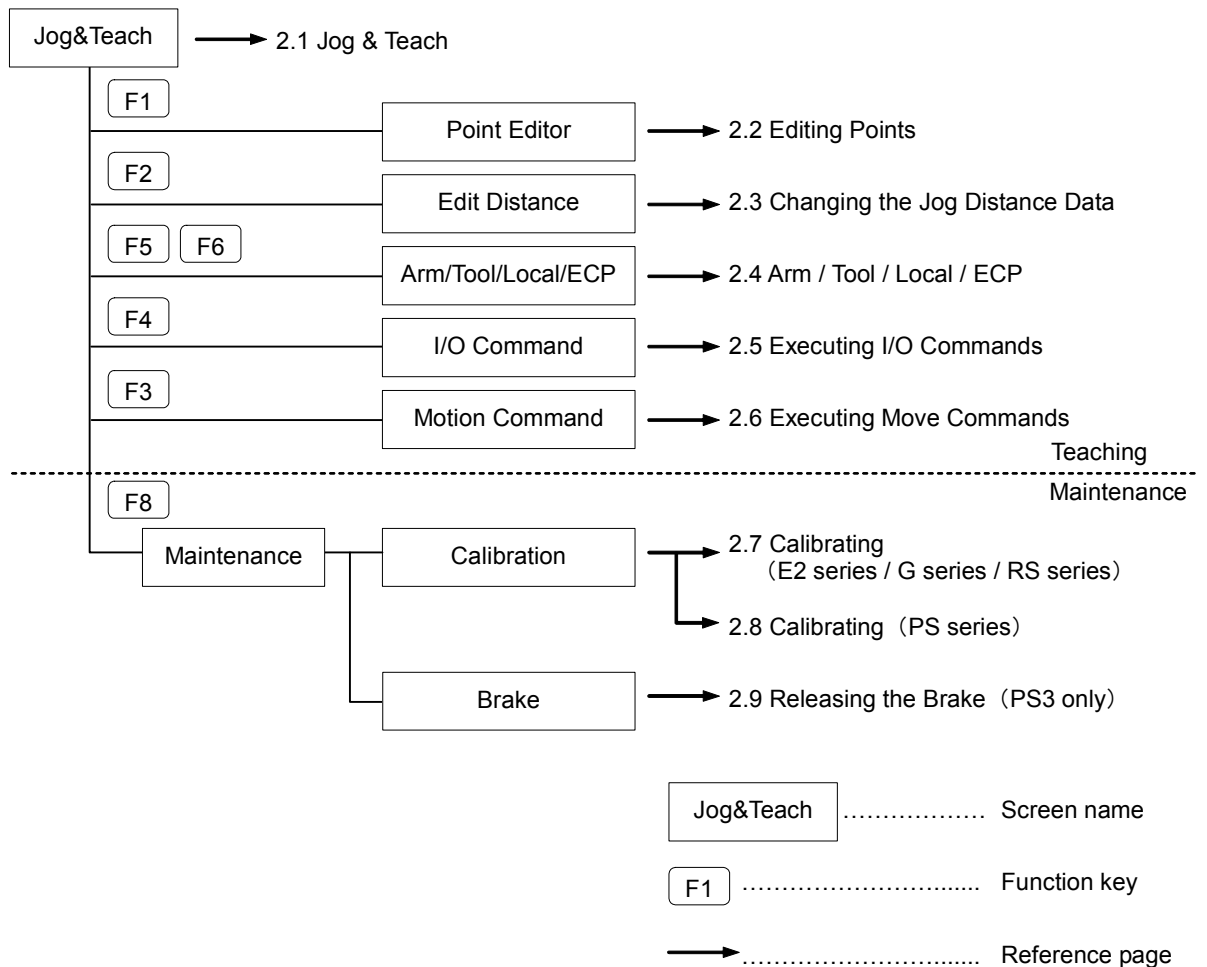 Jog&Teach
2.1 Jog & Teach
F1
Point Editor
2.2 Editing Points
F2
Edit Distance
2.3 Changing the Jog Distance Data
F5 F6
Arm/Tool/Local/ECP
2.4 Arm / Tool / Local / ECP
F4
I/O Command
2.5 Executing I/O Commands
F3
Motion Command
2.6 Executing Move Commands
Teaching
Maintenance
F8
Maintenance
Calibration
2.7 Calibrating
（E2 series / G series / RS series）
2.8 Calibrating（PS series）
Brake
2.9 Releasing the Brake（PS3 only）
Jog&Teach ……………… Screen name
F1 ……………………....... Function key
……………………....... Reference page